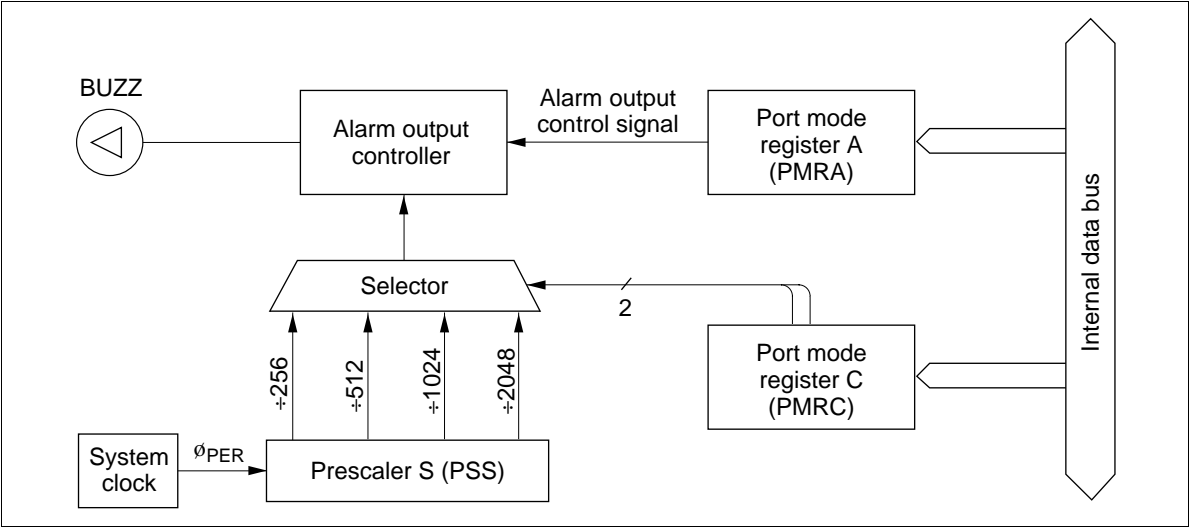 BUZZ
Alarm output
controller
Alarm output
control signal
Port mode
register A
(PMRA)
Internal data bus
Selector
2
Port mode
register C
(PMRC)
÷256
÷512
÷1024
÷2048
System
clock
øPER
Prescaler S (PSS)